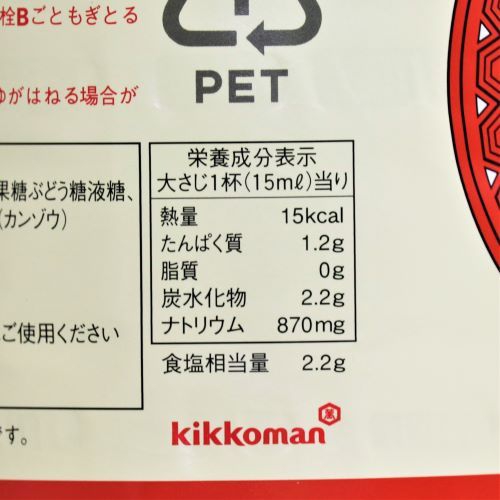 栓Bごともぎとる
ゆがはねる場合が
PET
果糖ぶどう糖液糖、
(カンゾウ)
ご使用ください
です。
栄養成分表示
大さじ1杯(15mℓ)当り
熱量 15kcal
たんぱく質 1.2g
脂質 0g
炭水化物 2.2g
ナトリウム 870mg
食塩相当量 2.2g
kikkoman
萬